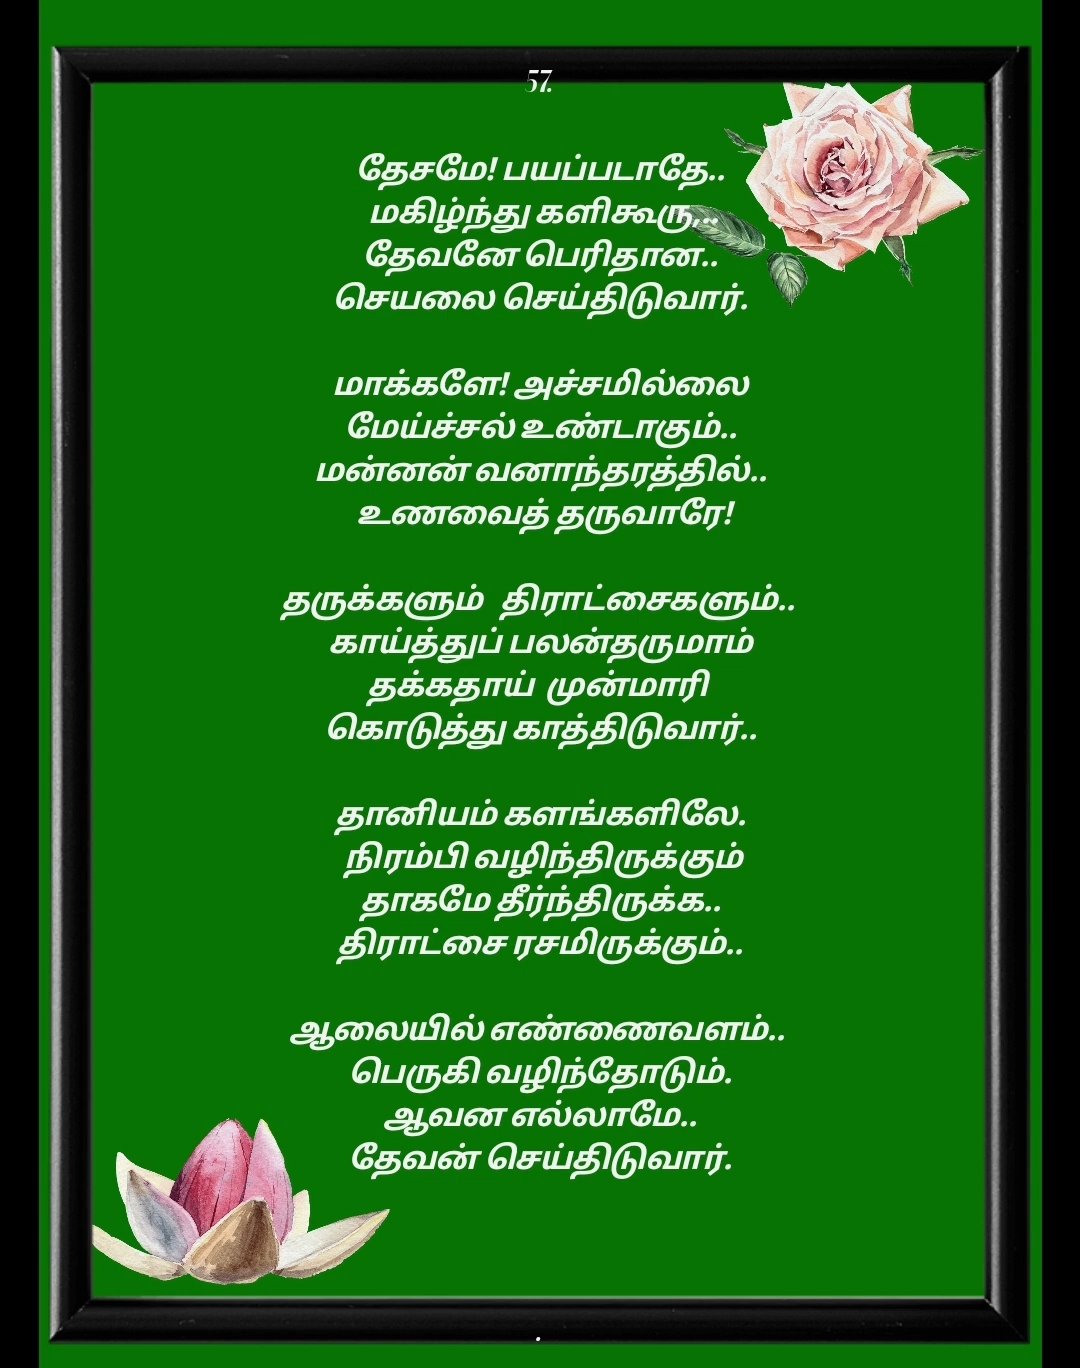 57.
தேசமே! பயப்படாதே..
மகிழ்ந்து களிகூரு,..
தேவனே பெரிதான..
செயலை செய்திடுவார்.
மாக்களே! அச்சமில்லை
மேய்ச்சல் உண்டாகும்..
மன்னன் வனாந்தரத்தில்..
உணவைத் தருவாரே!
தருக்களும் திராட்சைகளும்..
காய்த்துப் பலன்தருமாம்
தக்கதாய் முன்மாரி
கொடுத்து காத்திடுவார்..
தானியம் களங்களிலே.
நிரம்பி வழிந்திருக்கும்
தாகமே தீர்ந்திருக்க..
திராட்சை ரசமிருக்கும்..
ஆலையில் எண்ணைவளம்..
பெருகி வழிந்தோடும்.
ஆவன எல்லாமே..
தேவன் செய்திடுவார்.
.